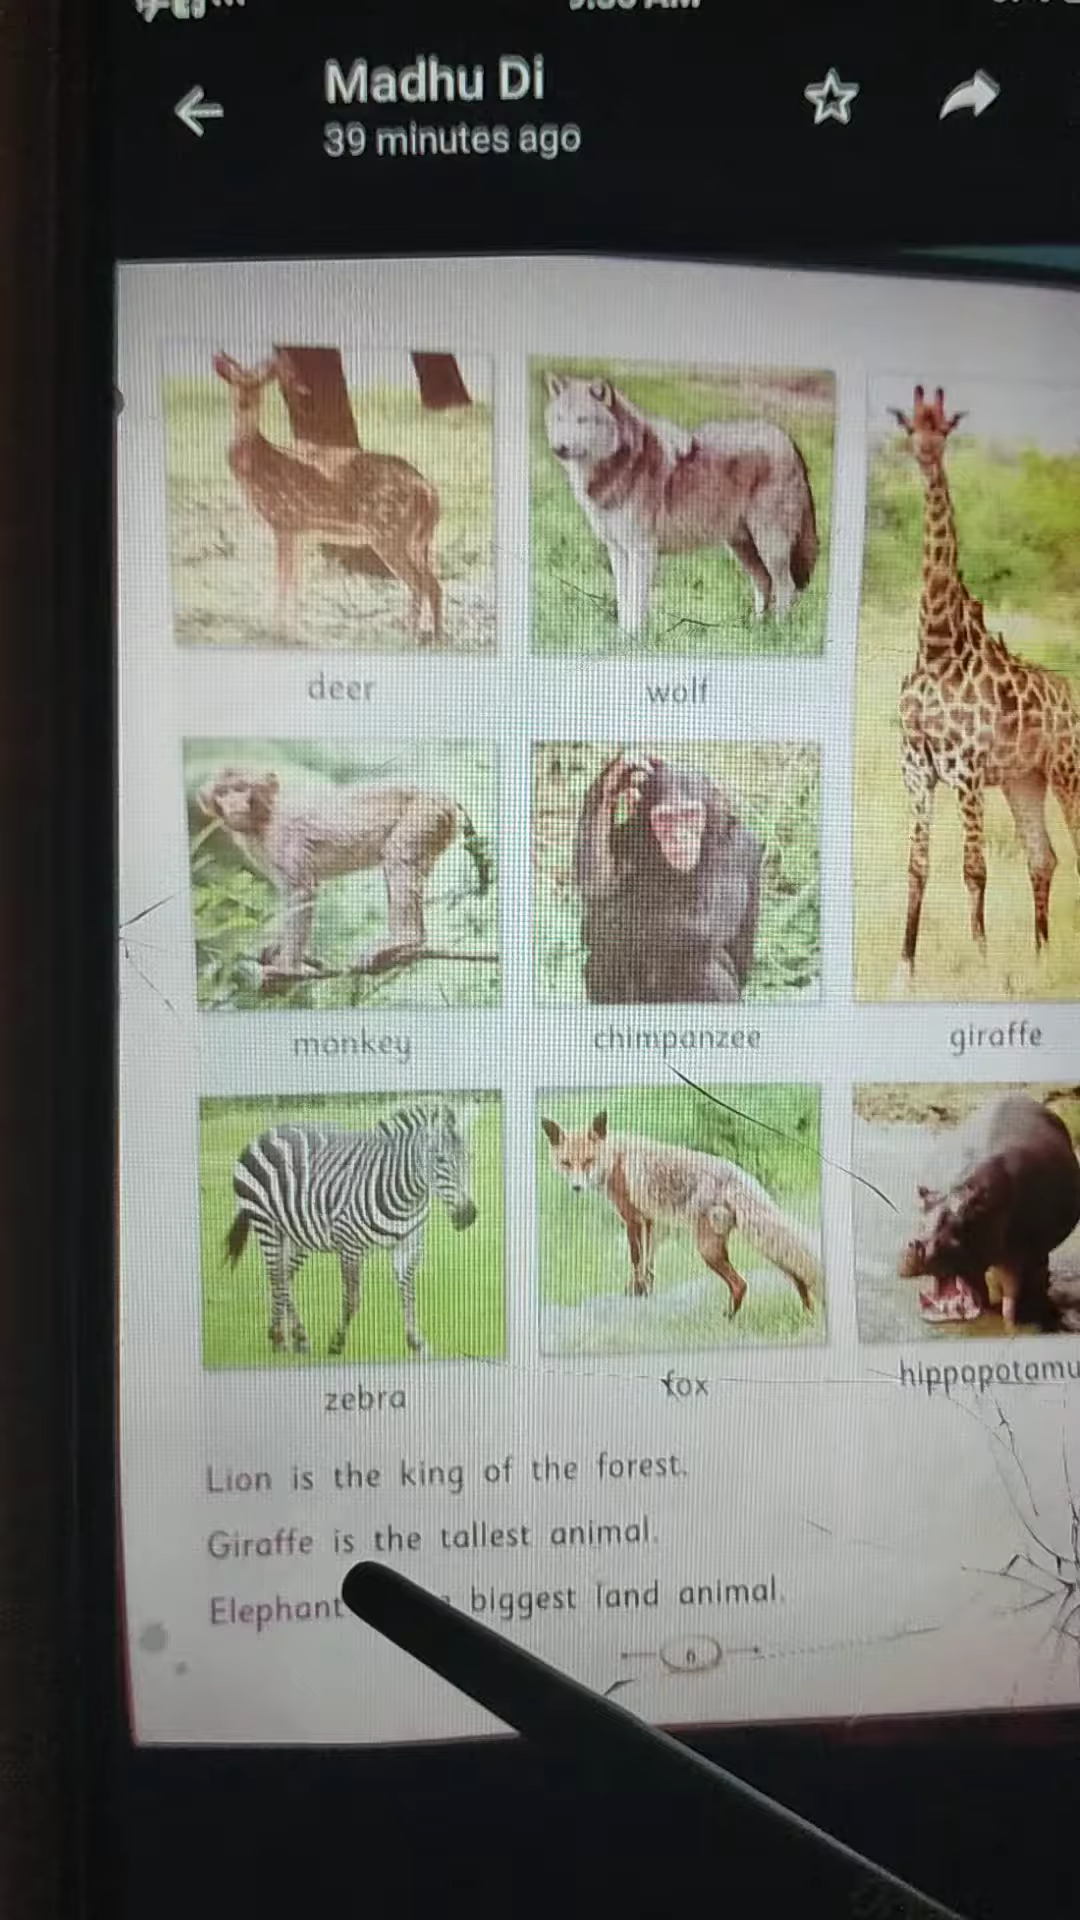 Madhu Di
39 minutes ago
deer
wolf
monkey
chimpanzee
giraffe
zebra
fox
hippopotamu
Lion is the king of the forest.
Giraffe is the tallest animal.
Elephant biggest land animal.